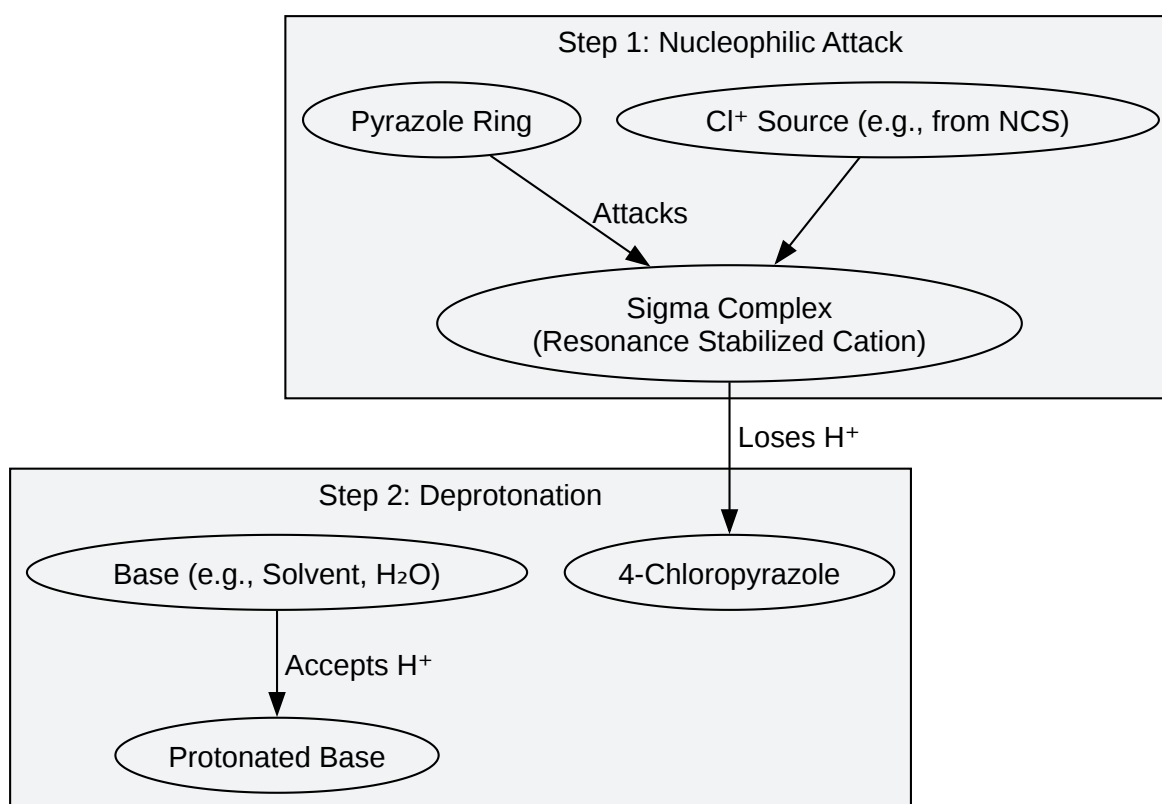 Step 1: Nucleophilic Attack
Pyrazole Ring
Cl⁺ Source (e.g., from NCS)
Attacks
Sigma Complex
(Resonance Stabilized Cation)
Loses H⁺
Step 2: Deprotonation
Base (e.g., Solvent, H₂O)
4-Chloropyrazole
Accepts H⁺
Protonated Base